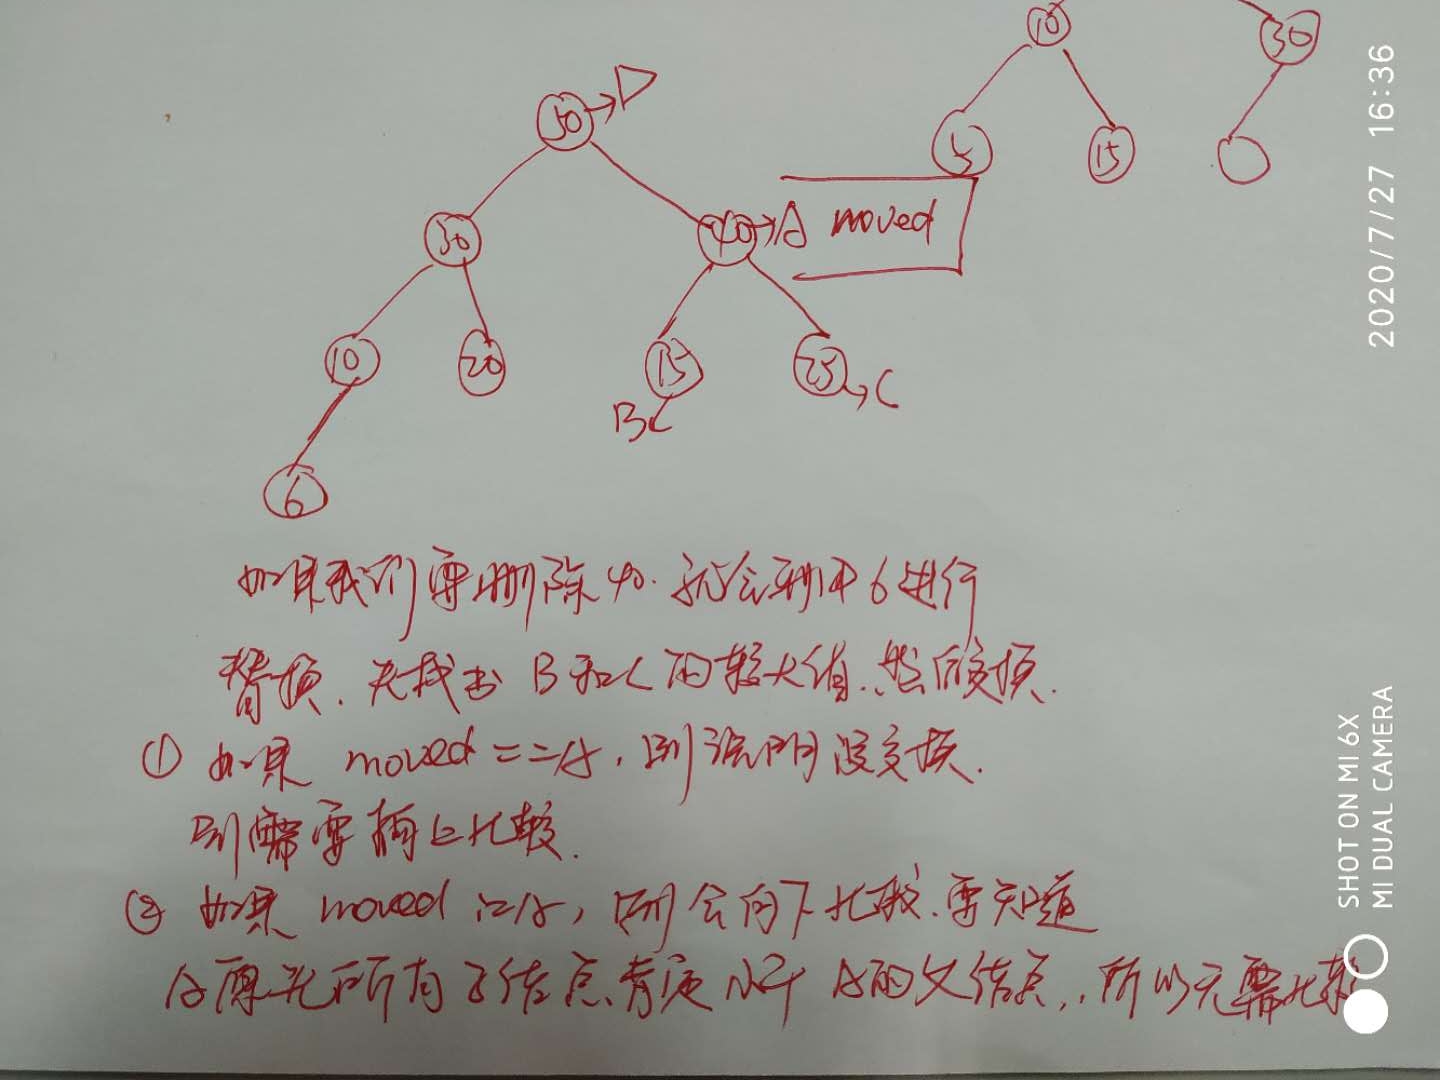 10
30
50 → D
5
15
30
40 → A moved
10
20
15
25 → C
B
6
如果我们要删除40.就会利用6进行
替换.先找出B和C的较大值.然后交换.
① 如果 moved ==A,则说明没交换.
则需要向上比较.
② 如果 moved !=A,则会向下比较.要知道
A原先所有子结点肯定小于A的父结点,所以无需比较
2020/7/27 16:36
SHOT ON MI 6X
MI DUAL CAMERA